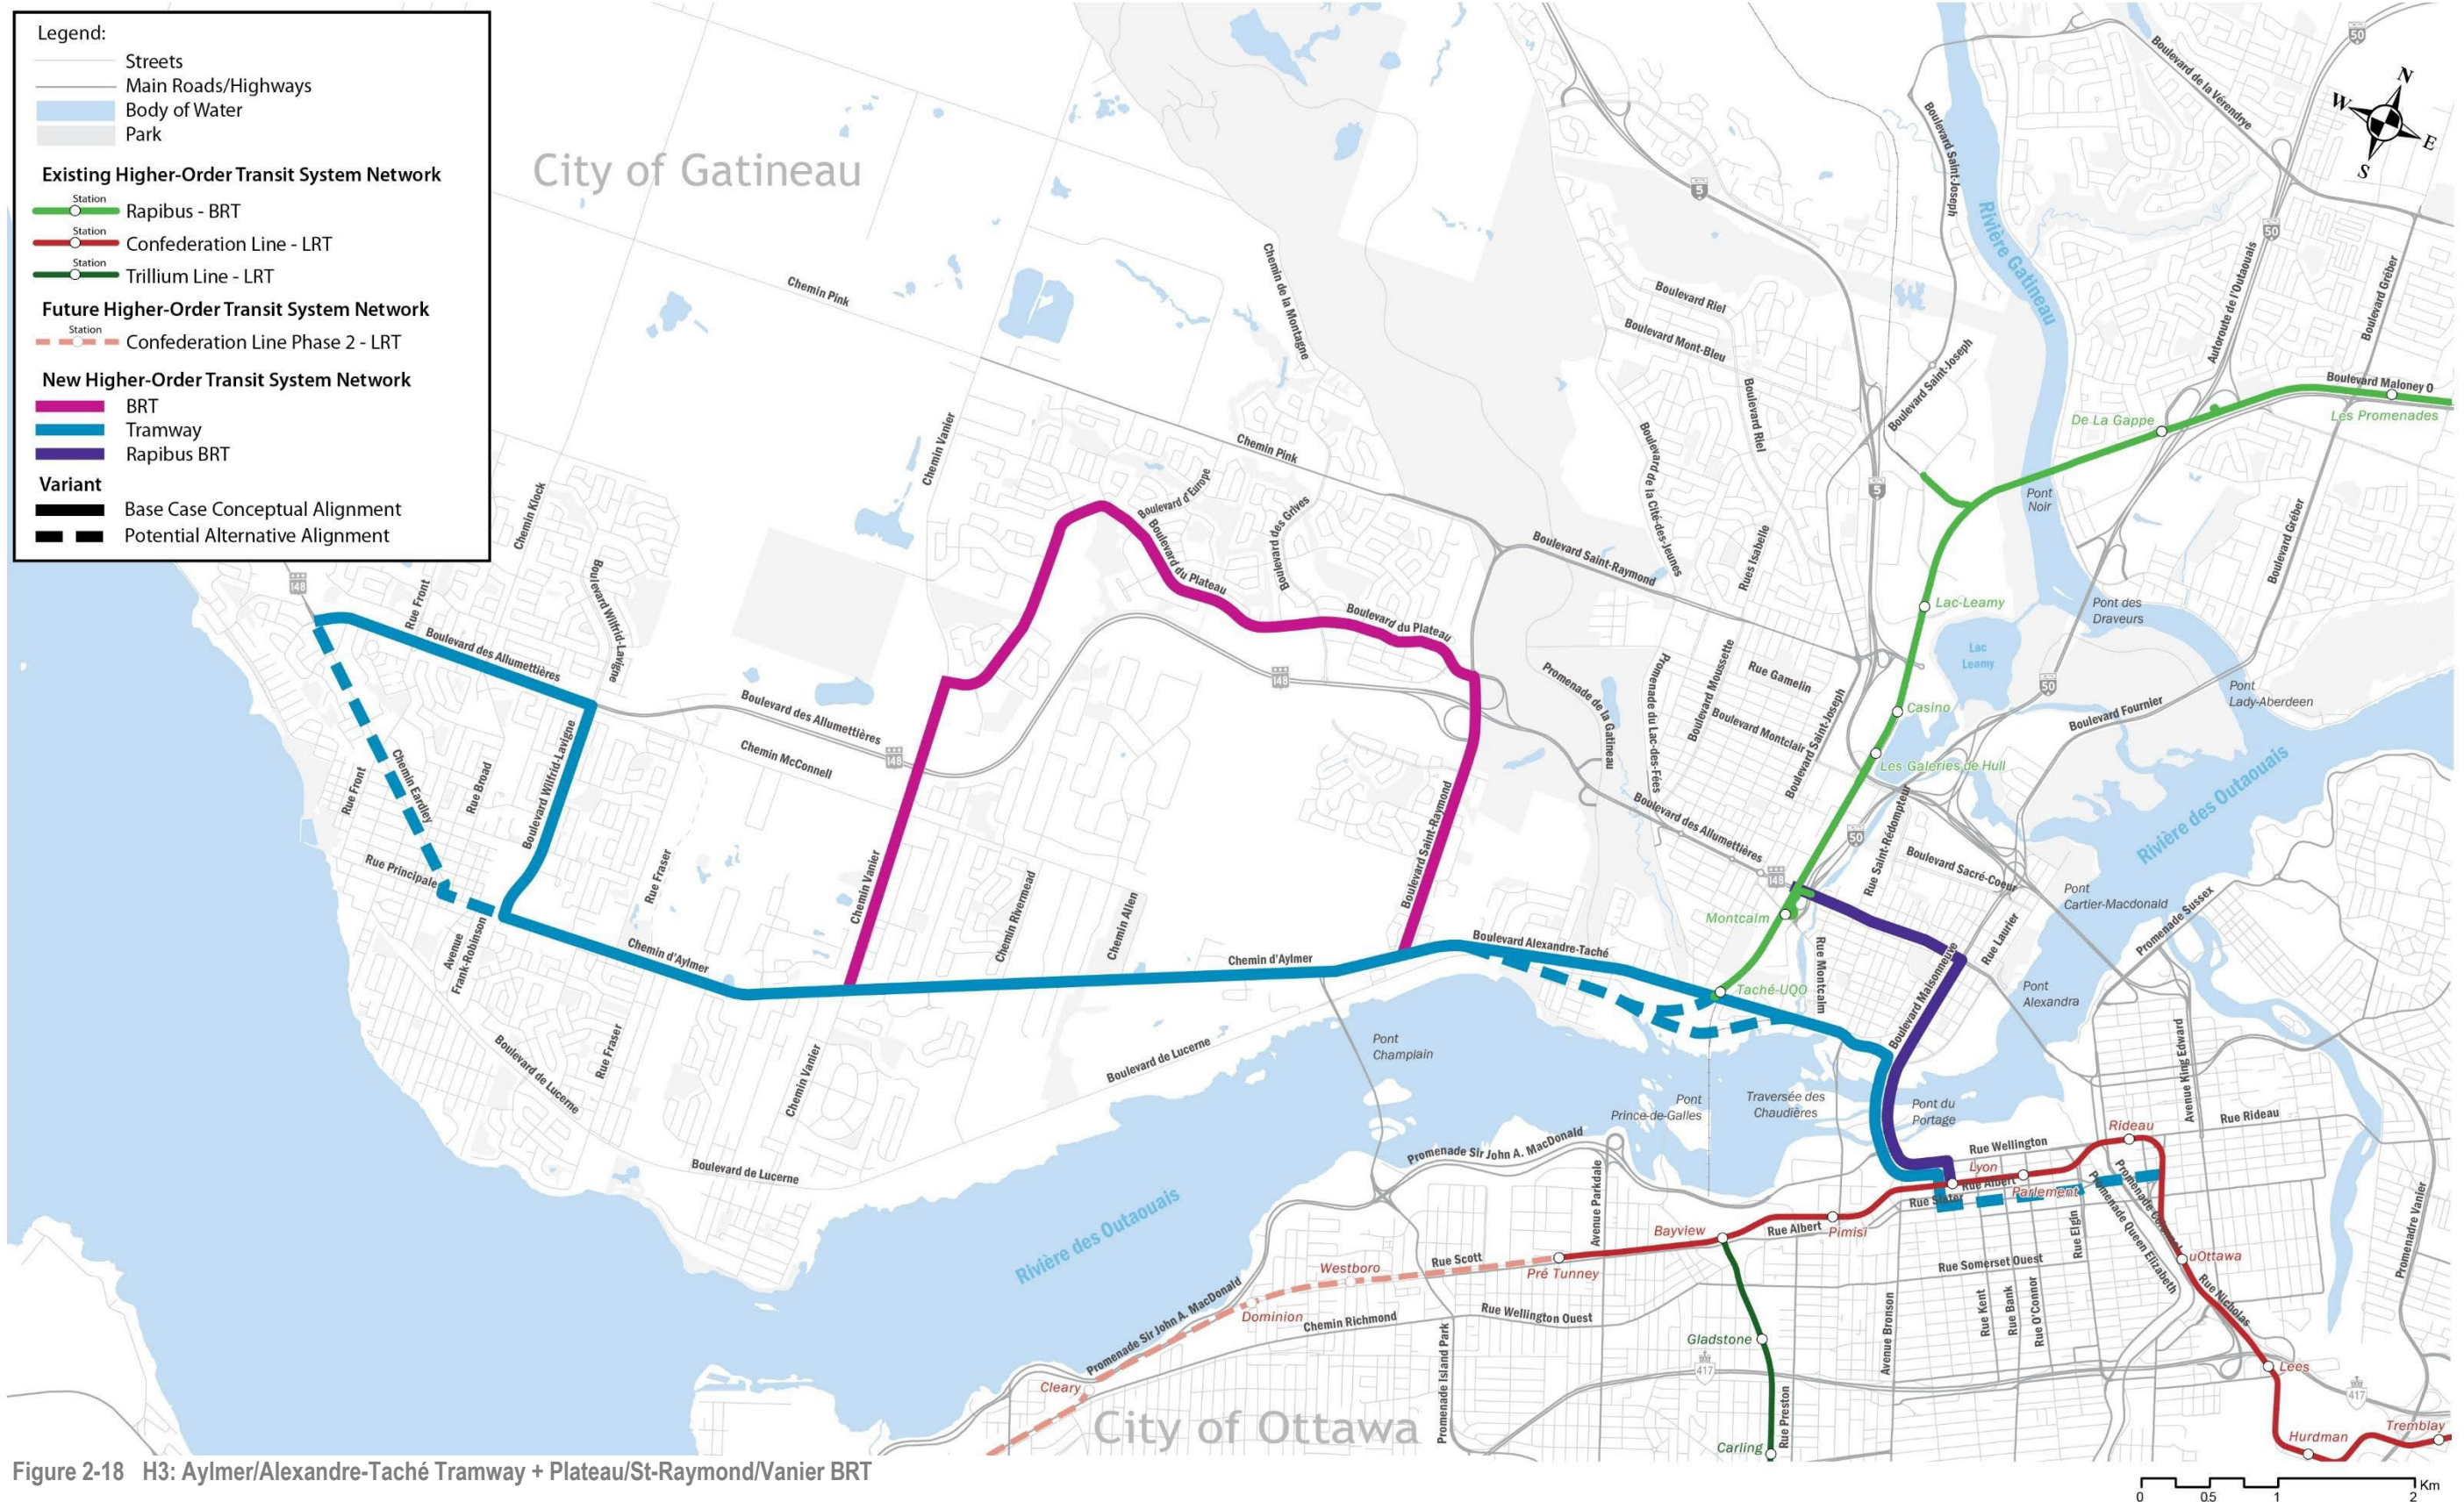 Legend:
Streets
Main Roads/Highways
Body of Water
Park
Existing Higher-Order Transit System Network
Station
Rapibus - BRT
Station
Confederation Line - LRT
Station
Trillium Line - LRT
Future Higher-Order Transit System Network
Station
Confederation Line Phase 2 - LRT
New Higher-Order Transit System Network
BRT
Tramway
Rapibus BRT
Variant
Base Case Conceptual Alignment
Potential Alternative Alignment
City of Gatineau
N
W
E
S
50
Boulevard de la Vérendrye
Boulevard Saint-Joseph
5
Rivière Gatineau
50
Autoroute de l'Outaouais
Boulevard Gréber
Chemin de la Montagne
Chemin Pink
Boulevard Riel
Boulevard Mont-Bleu
Boulevard Saint-Joseph
Boulevard Riel
Boulevard Maloney O
Les Promenades
De La Gappe
Chemin Vanier
Chemin Pink
Boulevard de la Cité-des-Jeunes
5
Pont
Noir
Boulevard d'Europe
Boulevard des Grives
Boulevard du Plateau
Chemin Klock
Boulevard Saint-Raymond
Rues Isabelle
Boulevard Gréber
148
Rue Front
Boulevard Wilfrid-Lavigne
Boulevard des Allumettières
Boulevard du Plateau
Lac-Leamy
Pont des
Draveurs
Lac
Leamy
148
Promenade de la Gatineau
Promenade du Lac-des-Fées
Boulevard Moussette
Rue Gamelin
Boulevard Montclair
Boulevard Saint-Joseph
50
Pont
Lady-Aberdeen
Casino
Boulevard Fournier
Boulevard des Allumettières
Chemin McConnell
148
Les Galeries de Hull
Rivière des Outaouais
Rue Front
Chemin Eardley
Rue Broad
Boulevard Wilfrid-Lavigne
Boulevard Saint-Raymond
Boulevard des Allumettières
50
Rue Saint-Rédempteur
Boulevard Sacré-Coeur
148
Rue Principale
Rue Fraser
Chemin Vanier
Chemin Rivermead
Chemin Allen
Montcalm
Pont
Cartier-Macdonald
Promenade Sussex
Rue Laurier
Avenue
Frank-Robinson
Chemin d'Aylmer
Chemin d'Aylmer
Boulevard Alexandre-Taché
Rue Montcalm
Boulevard Maisonneuve
Taché-UQO
Pont
Alexandra
Boulevard de Lucerne
Rue Fraser
Chemin Vanier
Boulevard de Lucerne
Pont
Champlain
Pont
Prince-de-Galles
Traversée des
Chaudières
Pont du
Portage
Avenue King Edward
Rue Rideau
Rideau
Boulevard de Lucerne
Promenade Sir John A. MacDonald
Rue Wellington
Lyon
Rue Albert
Parlement
Rue Slater
Rivière des Outaouais
Avenue Parkdale
Bayview
Rue Albert
Pimisi
Rue Elgin
Promenade Queen Elizabeth
uOttawa
Promenade Vanier
Westboro
Rue Scott
Pré Tunney
Rue Somerset Ouest
Rue Nicholas
Promenade Sir John A. MacDonald
Dominion
Chemin Richmond
Rue Wellington Ouest
Rue Kent
Rue Bank
Rue O'Connor
Gladstone
Avenue Bronson
417
Lees
417
Cleary
Promenade Island Park
Rue Preston
Carling
City of Ottawa
Hurdman
Tremblay
Figure 2-18 H3: Aylmer/Alexandre-Taché Tramway + Plateau/St-Raymond/Vanier BRT
0 0.5 1 2 Km